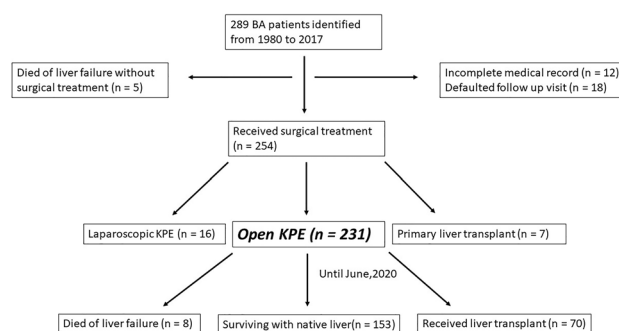 289 BA patients identified
from 1980 to 2017
Died of liver failure without
surgical treatment (n = 5)
Incomplete medical record (n = 12)
Defaulted follow up visit (n = 18)
Received surgical treatment
(n = 254)
Laparoscopic KPE (n = 16)
Open KPE (n = 231)
Primary liver transplant (n = 7)
Until June,2020
Died of liver failure (n = 8)
Surviving with native liver(n = 153)
Received liver transplant (n = 70)